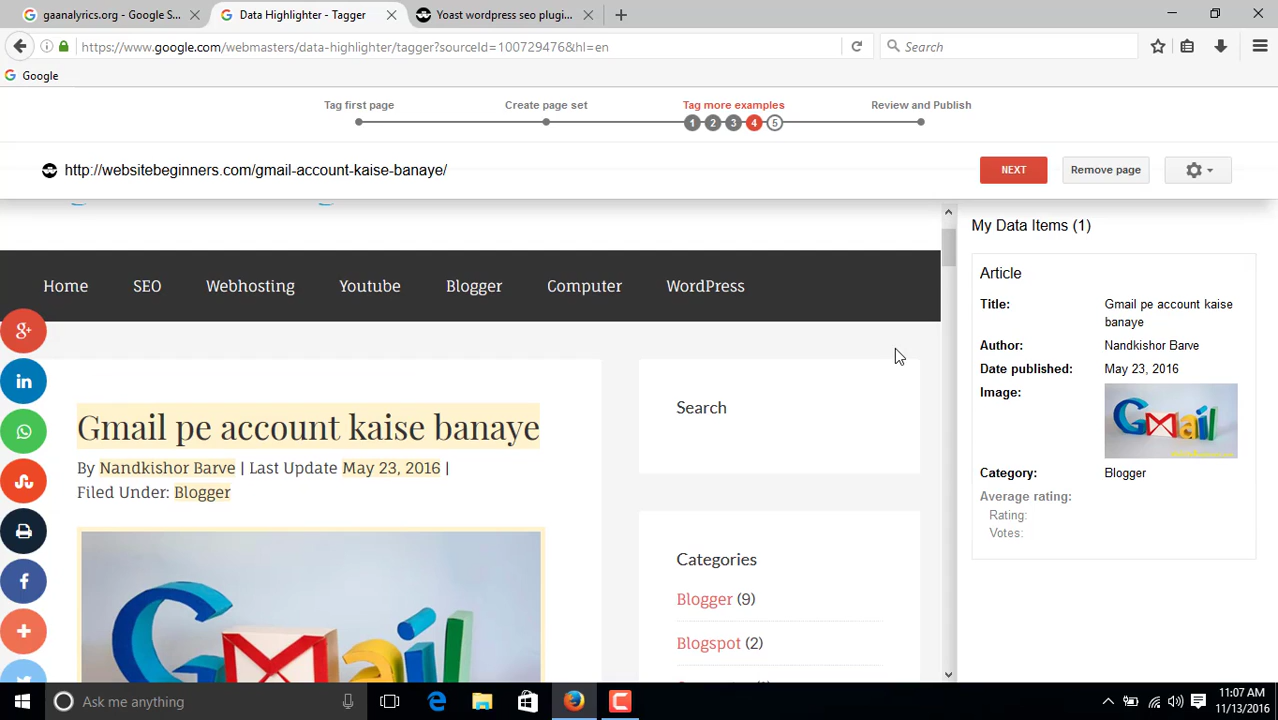 gaanalyrics.org - Google S...
Data Highlighter - Tagger
Yoast wordpress seo plugi...
https://www.google.com/webmasters/data-highlighter/tagger?sourceId=100729476&hl=en
Search
Google
Tag first page
Create page set
Tag more examples
Review and Publish
1 2 3 4 5
http://websitebeginners.com/gmail-account-kaise-banaye/
NEXT
Remove page
My Data Items (1)
Home SEO Webhosting Youtube Blogger Computer WordPress
Article
Title: Gmail pe account kaise
banaye
Author: Nandkishor Barve
Date published: May 23, 2016
Image:
Gmail
Category: Blogger
Average rating:
Rating:
Votes:
Gmail pe account kaise banaye
By Nandkishor Barve | Last Update May 23, 2016 |
Filed Under: Blogger
Gmail
Search
Categories
Blogger (9)
Blogspot (2)
Ask me anything
11:07 AM
11/13/2016